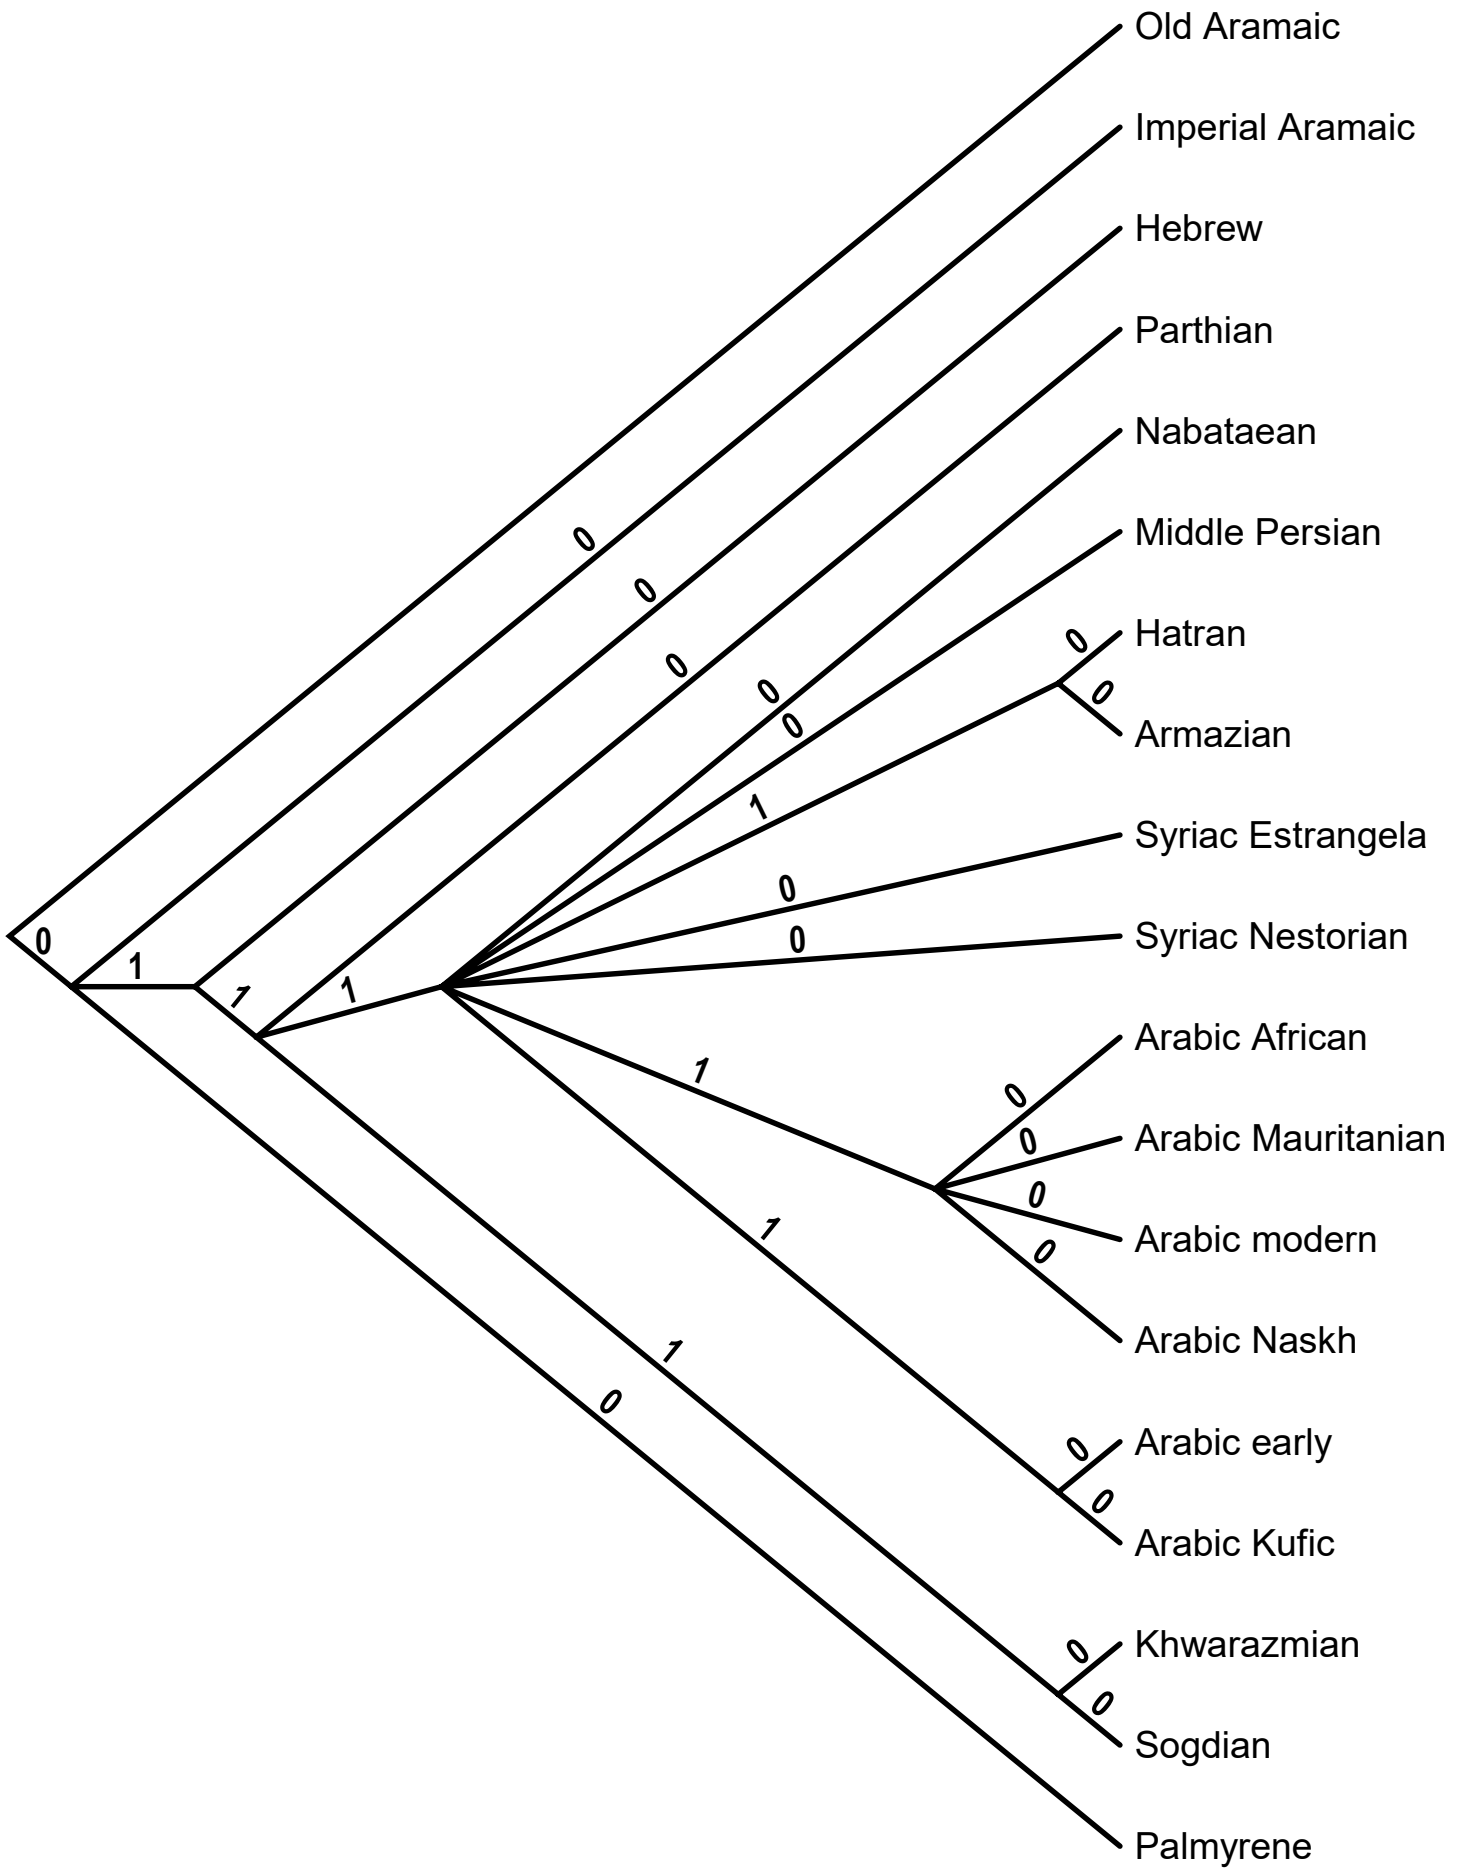 Old Aramaic
Imperial Aramaic
Hebrew
Parthian
Nabataean
Middle Persian
0
Hatran
0
0
0
0
Armazian
0
0
0
1
Syriac Estrangela
0
0
0
Syriac Nestorian
1
1
1
Arabic African
1
0
0
Arabic Mauritanian
0
1
Arabic modern
0
Arabic Naskh
1
0
0
Arabic early
0
Arabic Kufic
0
Khwarazmian
0
Sogdian
Palmyrene